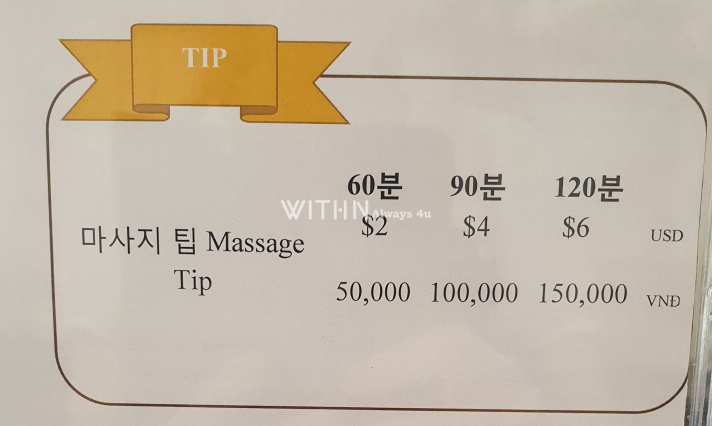 TIP
60분 90분 120분
WITHN Always 4u
$2 $4 $6 USD
마사지 팁 Massage
Tip
50,000 100,000 150,000 VNĐ